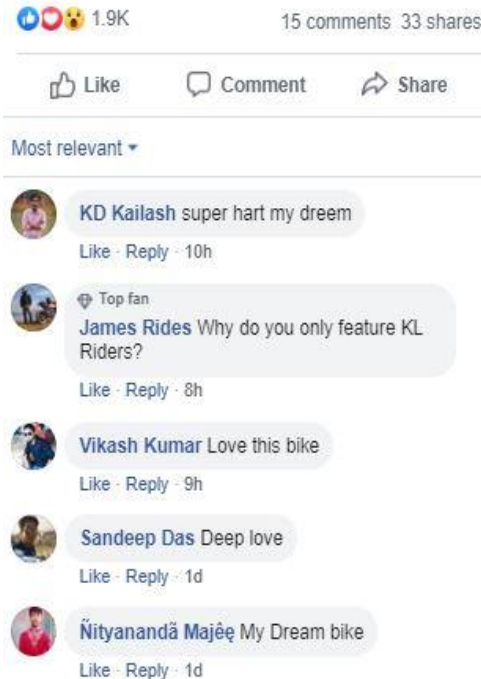 1.9K 15 comments 33 shares
Like Comment Share
Most relevant
KD Kailash super hart my dreem
Like · Reply · 10h
Top fan
James Rides Why do you only feature KL
Riders?
Like · Reply · 8h
Vikash Kumar Love this bike
Like · Reply · 9h
Sandeep Das Deep love
Like · Reply · 1d
Ñityanandã Majêę My Dream bike
Like · Reply · 1d